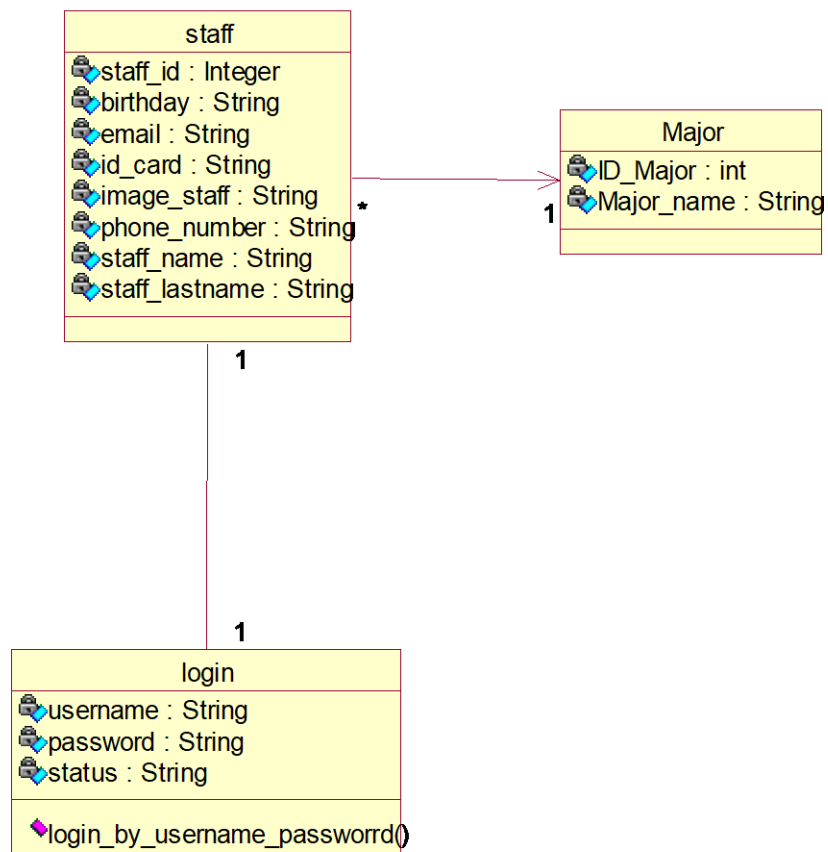 staff
staff_id : Integer
birthday : String
email : String
id_card : String
image_staff : String
phone_number : String
staff_name : String
staff_lastname : String
*
1
Major
ID_Major : int
Major_name : String
1
1
login
username : String
password : String
status : String
login_by_username_passworrd()